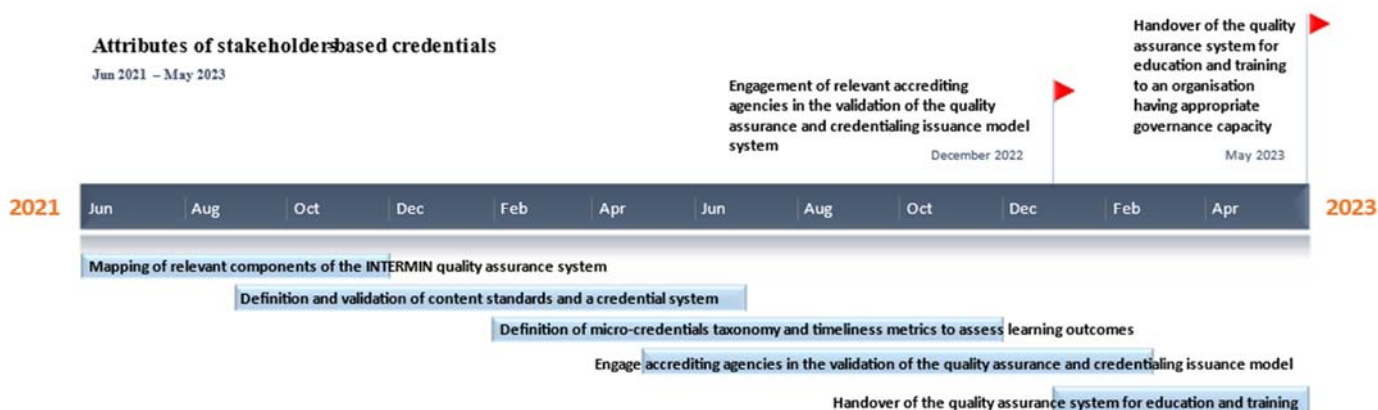 Attributes of stakeholdersbased credentials
Jun 2021 – May 2023
Engagement of relevant accrediting
agencies in the validation of the quality
assurance and credentialing issuance model
system
December 2022
Handover of the quality
assurance system for
education and training
to an organisation
having appropriate
governance capacity
May 2023
2021 Jun Aug Oct Dec Feb Apr Jun Aug Oct Dec Feb Apr 2023
Mapping of relevant components of the INTERMIN quality assurance system
Definition and validation of content standards and a credential system
Definition of micro-credentials taxonomy and timeliness metrics to assess learning outcomes
Engage accrediting agencies in the validation of the quality assurance and credentialing issuance model
Handover of the quality assurance system for education and training